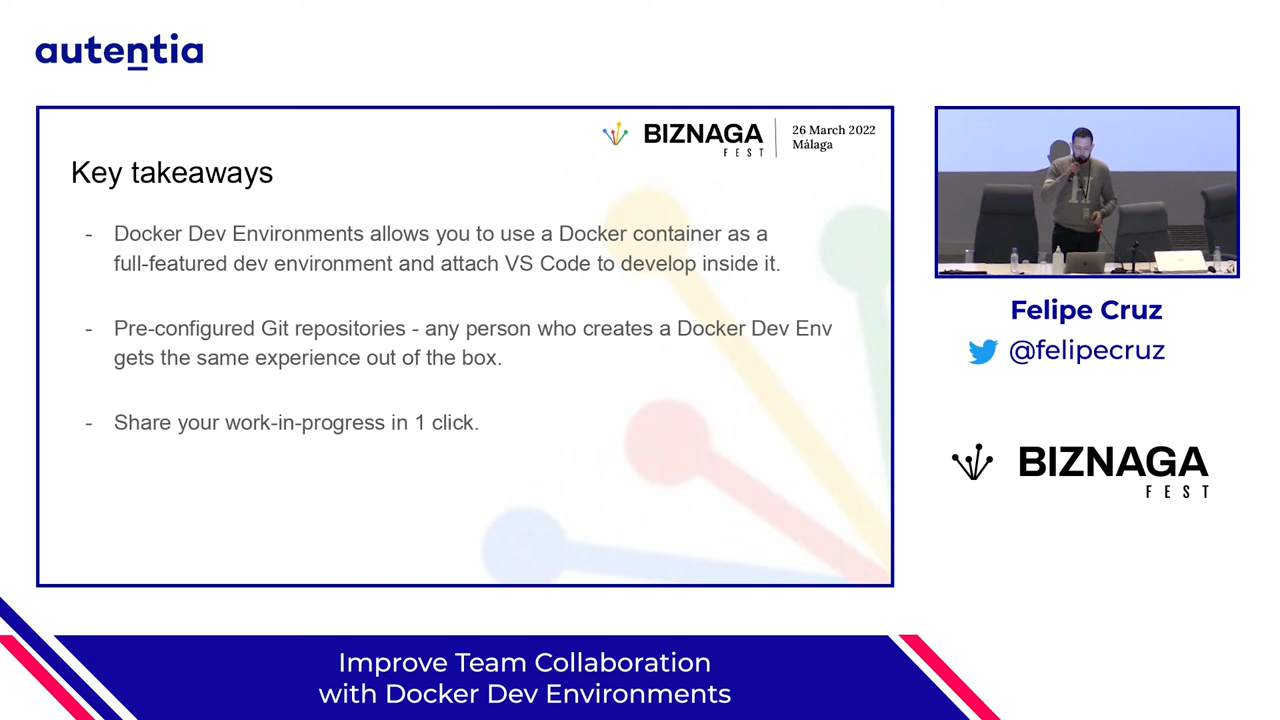 autentia
BIZNAGA
FEST
26 March 2022
Málaga
Key takeaways
- Docker Dev Environments allows you to use a Docker container as a
full-featured dev environment and attach VS Code to develop inside it.
- Pre-configured Git repositories - any person who creates a Docker Dev Env
gets the same experience out of the box.
- Share your work-in-progress in 1 click.
Felipe Cruz
@felipecruz
BIZNAGA
FEST
Improve Team Collaboration
with Docker Dev Environments